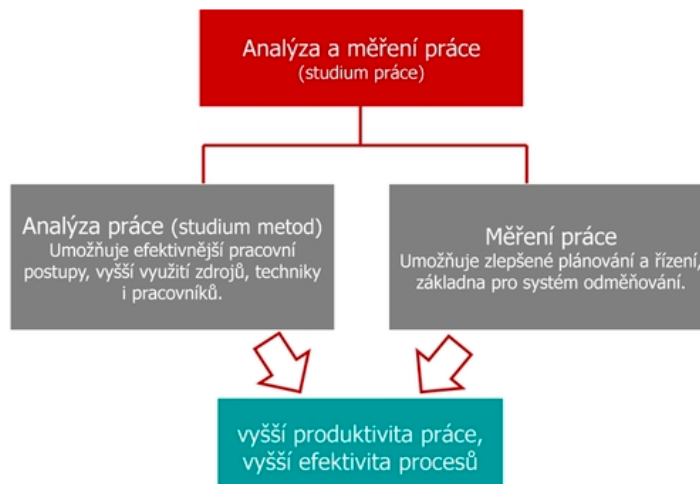 Analýza a měření práce
(studium práce)
Analýza práce (studium metod)
Umožňuje efektivnější pracovní
postupy, vyšší využití zdrojů, techniky
i pracovníků.
Měření práce
Umožňuje zlepšené plánování a řízení,
základna pro systém odměňování.
vyšší produktivita práce,
vyšší efektivita procesů